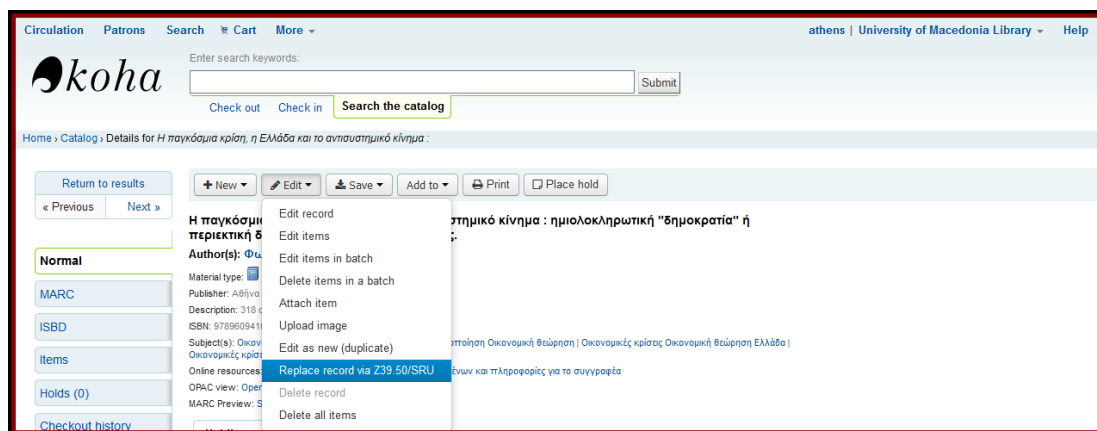 Circulation Patrons Search Cart More athens | University of Macedonia Library Help
koha
Enter search keywords:
Submit
Check out Check in Search the catalog
Home › Catalog › Details for Η παγκόσμια κρίση, η Ελλάδα και το αντισυστημικό κίνημα :
Return to results
« Previous Next »
Normal
MARC
ISBD
Items
Holds (0)
Checkout history
+ New Edit Save Add to Print Place hold
Edit record
Edit items
Edit items in batch
Delete items in a batch
Attach item
Upload image
Edit as new (duplicate)
Replace record via Z39.50/SRU
Delete record
Delete all items
Η παγκόσμι στημικό κίνημα : ημιολοκληρωτική "δημοκρατία" ή
περιεκτική δ ς.
Author(s): Φω
Material type:
Publisher: Αθήνα
Description: 318 σ
ISBN: 978960941
Subject(s): Οικον οποίηση Οικονομική θεώρηση | Οικονομικές κρίσεις Οικονομική θεώρηση Ελλάδα |
Οικονομικές κρίσε
Online resources: ένων και πληροφορίες για το συγγραφέα
OPAC view: Oper
MARC Preview: S